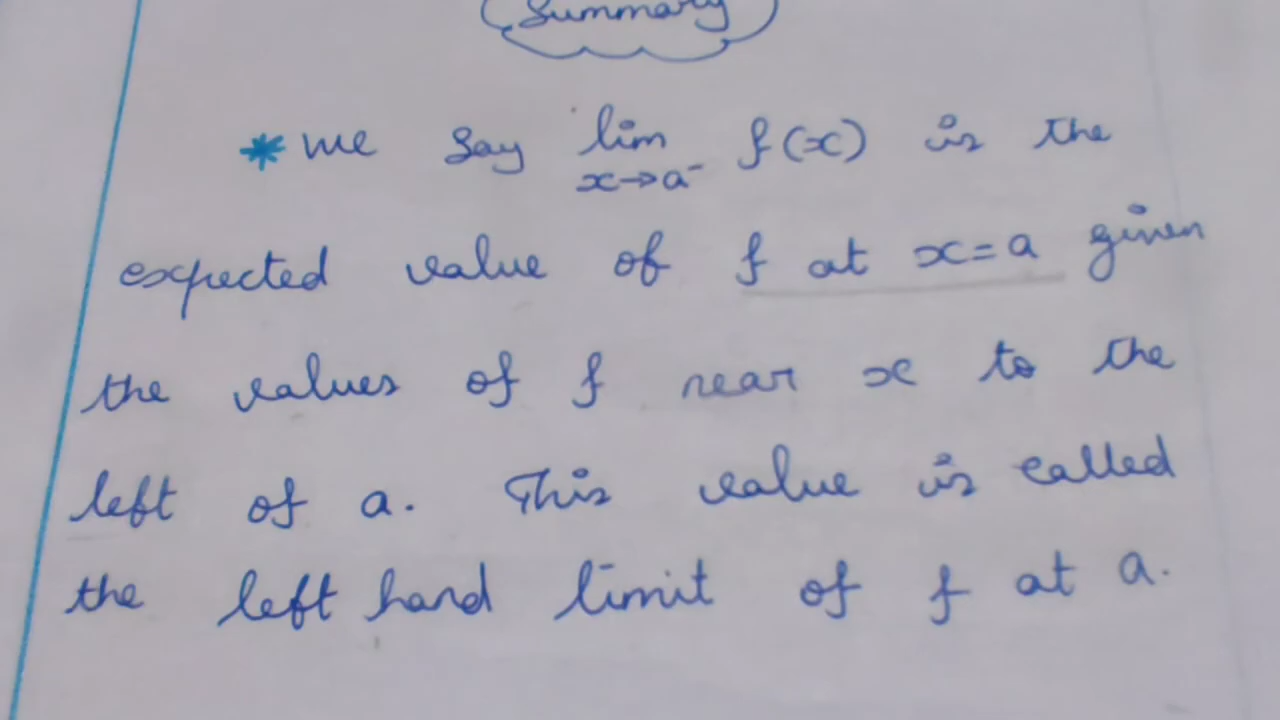 Summary
* We say lim f(x) is the
x→a⁻
expected value of f at x=a given
the values of f near x to the
left of a. This value is called
the left hand limit of f at a.